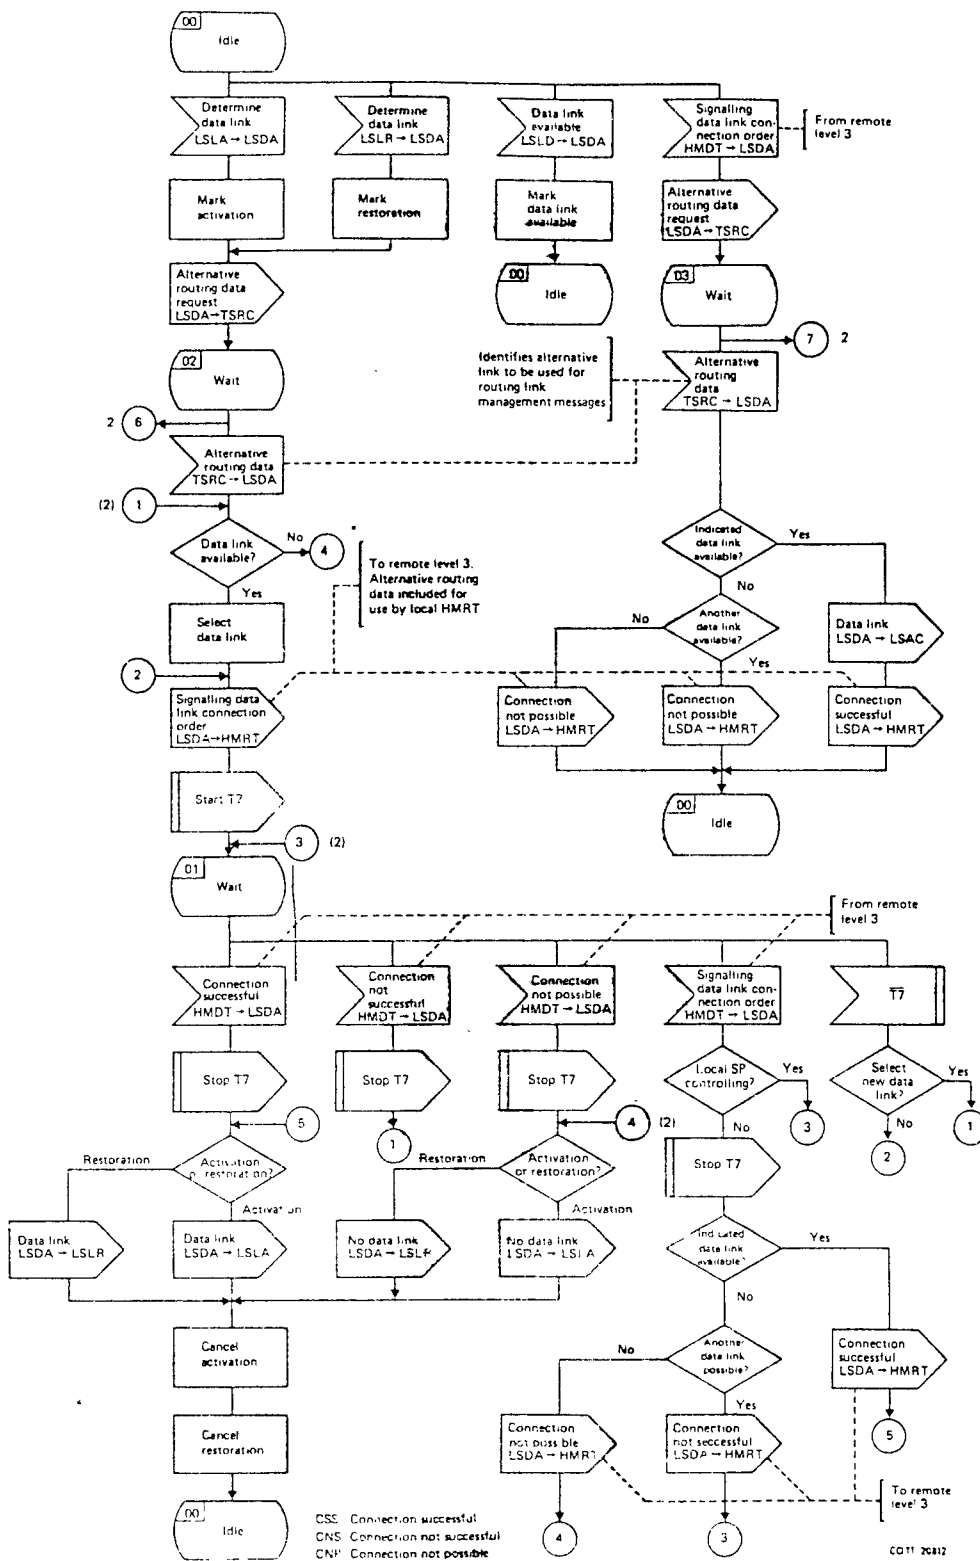 00
Idle
Determine
data link
LSLA → LSDA
Determine
data link
LSLR → LSDA
Data link
available
LSLD → LSDA
Signalling
data link con-
nection order
HMDT → LSDA
From remote
level 3
Mark
activation
Mark
restoration
Mark
data link
available
Alternative
routing data
request
LSDA → TSRC
Alternative
routing data
request
LSDA → TSRC
00
Idle
03
Wait
02
Wait
7 2
Identifies alternative
link to be used for
routing link
management messages
Alternative
routing
data
TSRC → LSDA
2 6
Alternative
routing data
TSRC → LSDA
(2) 1
Data link
available?
No
4
Yes
To remote level 3.
Alternative routing
data included for
use by local HMRT
Indicated
data link
available?
Yes
No
Select
data link
Another
data link
available?
No
Yes
Data link
LSDA → LSAC
2
Signalling data
link connection
order
LSDA → HMRT
Connection
not possible
LSDA → HMRT
Connection
not possible
LSDA → HMRT
Connection
successful
LSDA → HMRT
Start T7
00
Idle
3 (2)
01
Wait
From remote
level 3
Connection
successful
HMDT → LSDA
Connection
not
successful
HMDT → LSDA
Connection
not possible
HMDT → LSDA
Signalling
data link con-
nection order
HMDT → LSDA
T7
Stop T7
Stop T7
Stop T7
Local SP
controlling?
Yes
3
No
Select
new data
link?
Yes
1
No
2
5
1
4 (2)
Stop T7
Restoration
Activation
or restoration?
Activation
Restoration
Activation
or restoration?
Activation
Data link
LSDA → LSLR
Data link
LSDA → LSLA
No data link
LSDA → LSLR
No data link
LSDA → LSLA
Indicated
data link
available?
Yes
No
Cancel
activation
Another
data link
possible?
No
Yes
Connection
successful
LSDA → HMRT
5
Cancel
restoration
Connection
not possible
LSDA → HMRT
Connection
not seccessful
LSDA → HMRT
To remote
level 3
00
Idle
4
3
CSS Connection successful
CNS Connection not successful
CNP Connection not possible
CCITT 20412